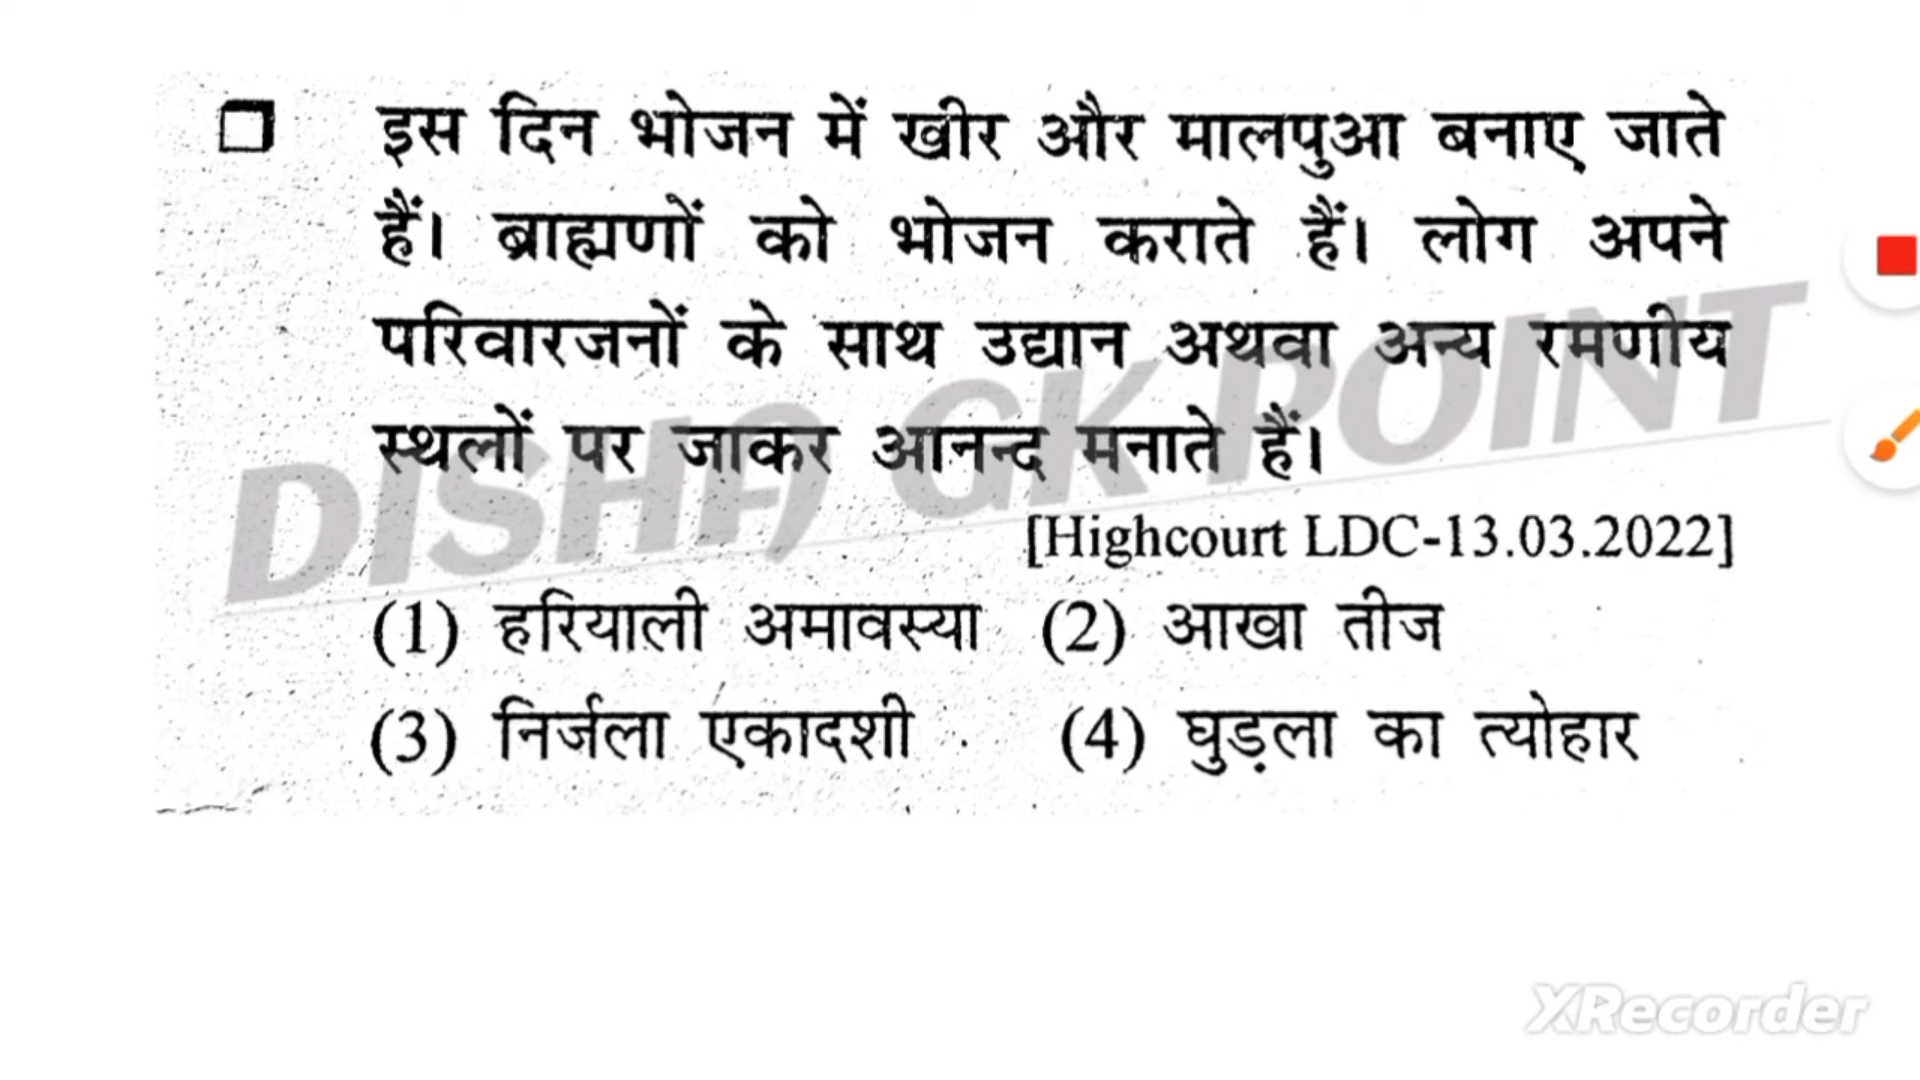 इस दिन भोजन में खीर और मालपुआ बनाए जाते
हैं। ब्राह्मणों को भोजन कराते हैं। लोग अपने
परिवारजनों के साथ उद्यान अथवा अन्य रमणीय
स्थलों पर जाकर आनन्द मनाते हैं।
DISHA GK POINT
[Highcourt LDC-13.03.2022]
(1) हरियाली अमावस्या (2) आखा तीज
(3) निर्जला एकादशी (4) घुड़ला का त्योहार
XRecorder